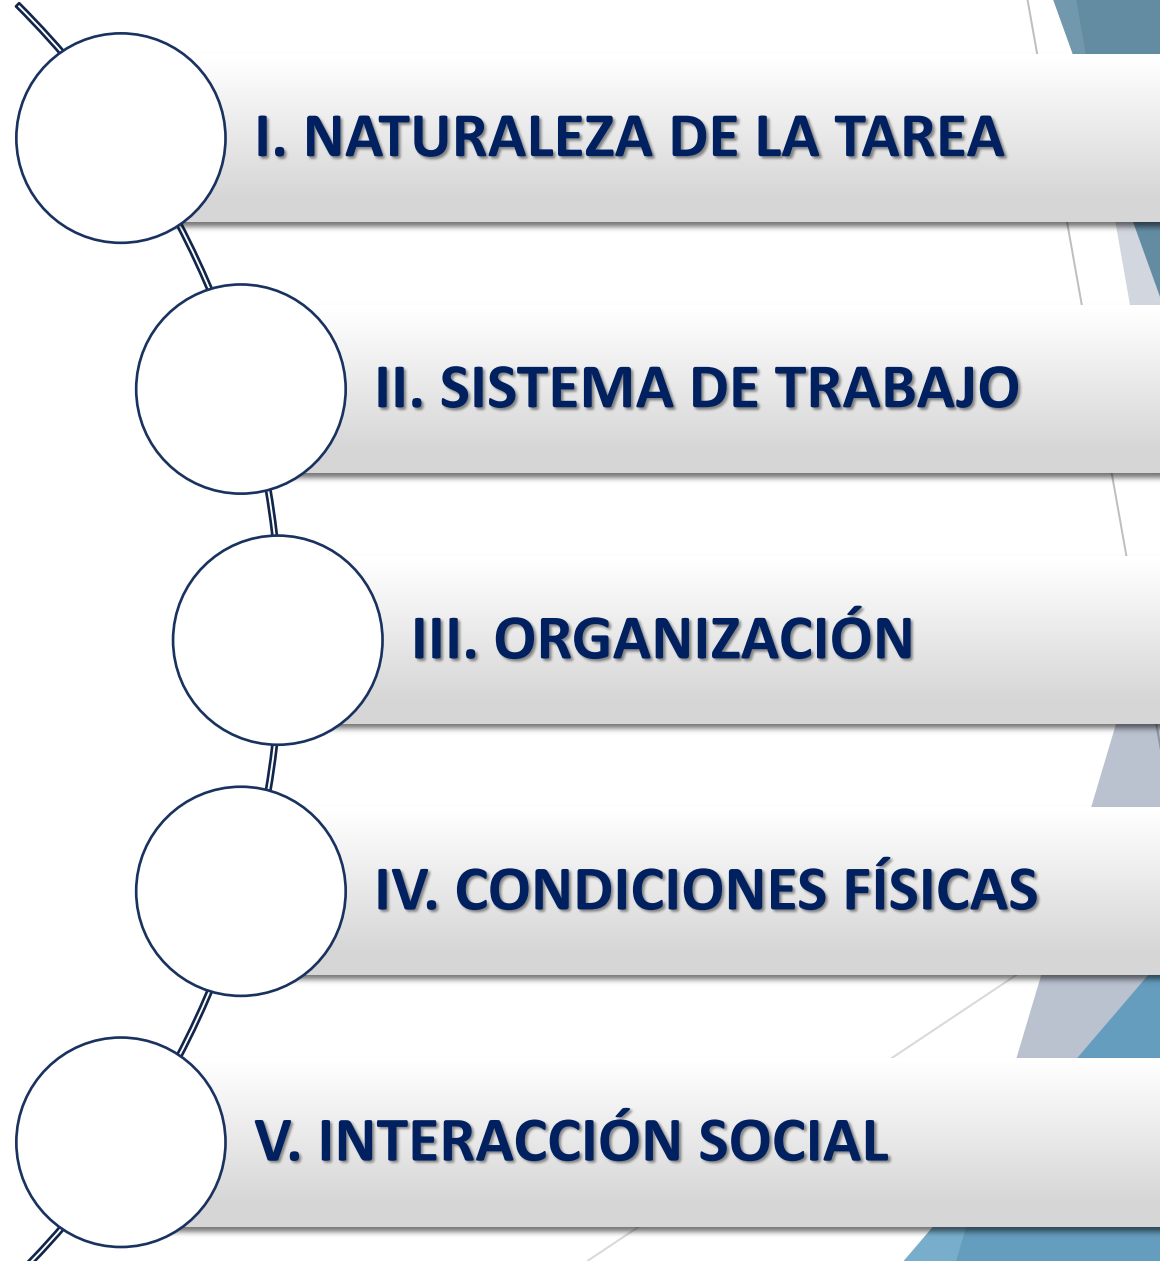 I. NATURALEZA DE LA TAREA
II. SISTEMA DE TRABAJO
III. ORGANIZACIÓN
IV. CONDICIONES FÍSICAS
V. INTERACCIÓN SOCIAL